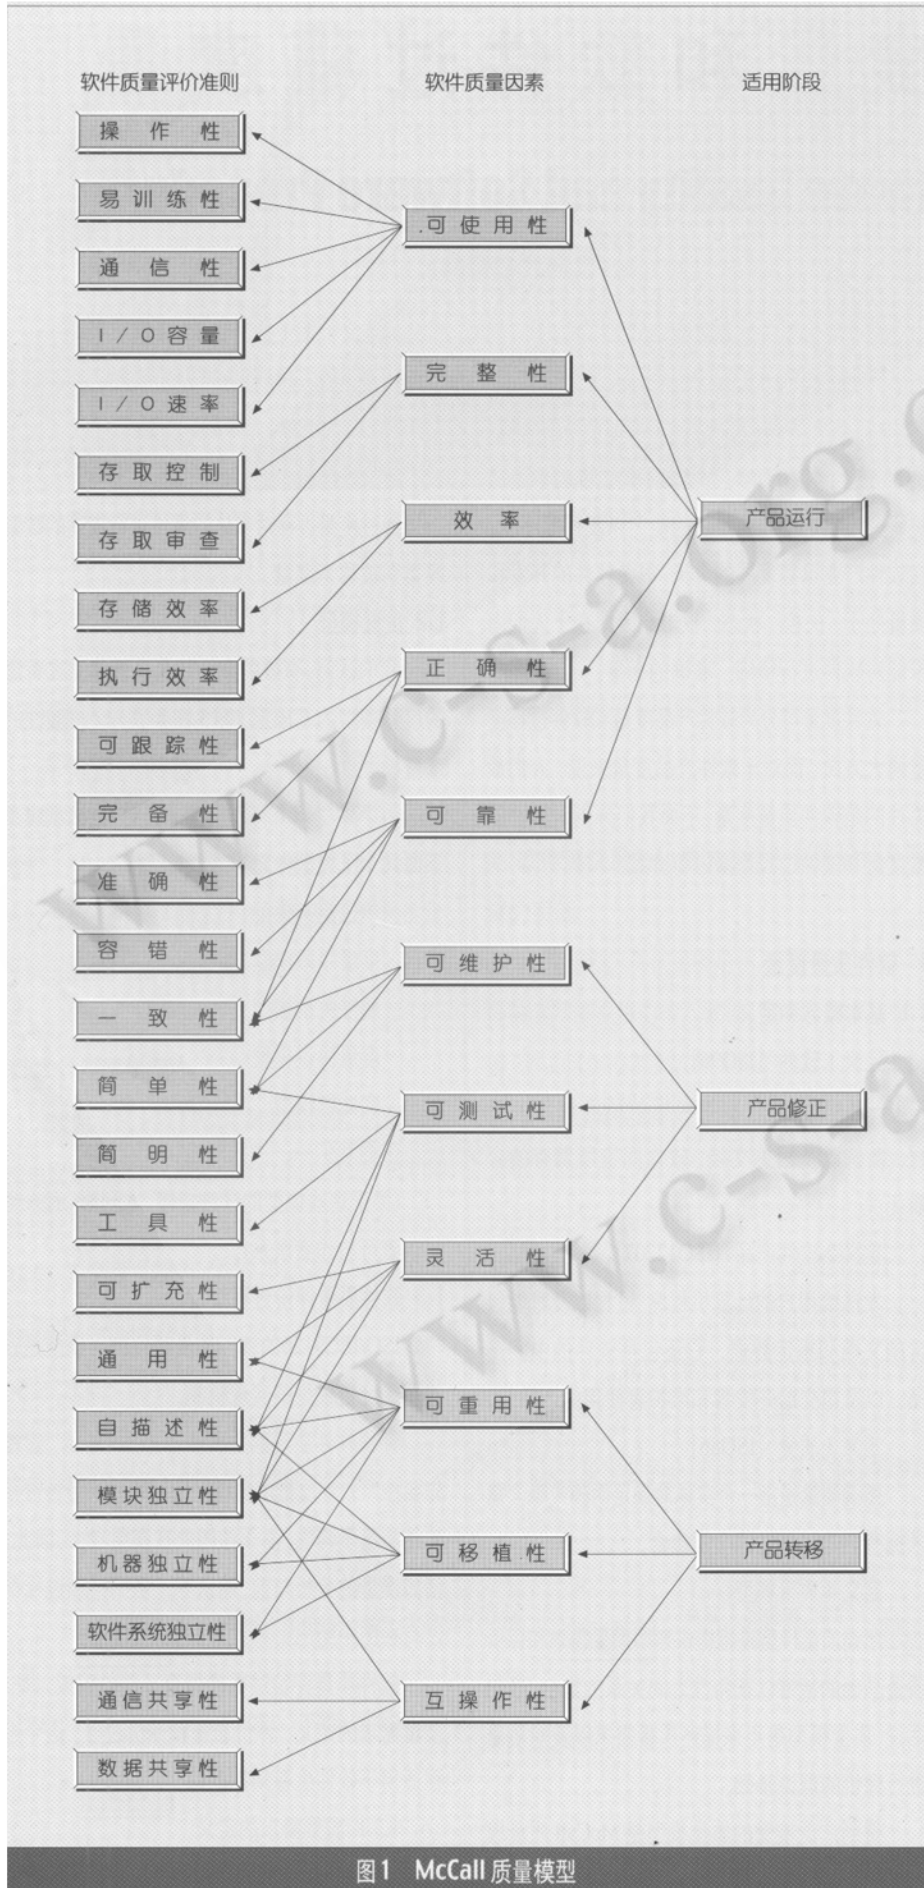 软件质量评价准则 软件质量因素 适用阶段
操作性
易训练性
可使用性
通信性
I/O容量
完整性
I/O速率
存取控制
效率 产品运行
存取审查
存储效率
正确性
执行效率
可跟踪性
完备性
可靠性
准确性
容错性
可维护性
一致性
简单性
可测试性 产品修正
简明性
工具性
灵活性
可扩充性
通用性
可重用性
自描述性
模块独立性
可移植性 产品转移
机器独立性
软件系统独立性
通信共享性 互操作性
数据共享性
图1 McCall 质量模型
www.c-s-a.org.c
www.c-s-a